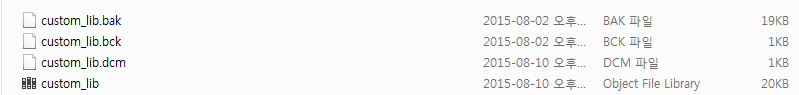 custom_lib.bak 2015-08-02 오후... BAK 파일 19KB
custom_lib.bck 2015-08-02 오후... BCK 파일 1KB
custom_lib.dcm 2015-08-10 오후... DCM 파일 1KB
custom_lib 2015-08-10 오후... Object File Library 20KB